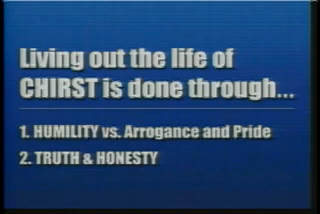 Living out the life of
CHIRST is done through...
1. HUMILITY vs. Arrogance and Pride
2. TRUTH & HONESTY